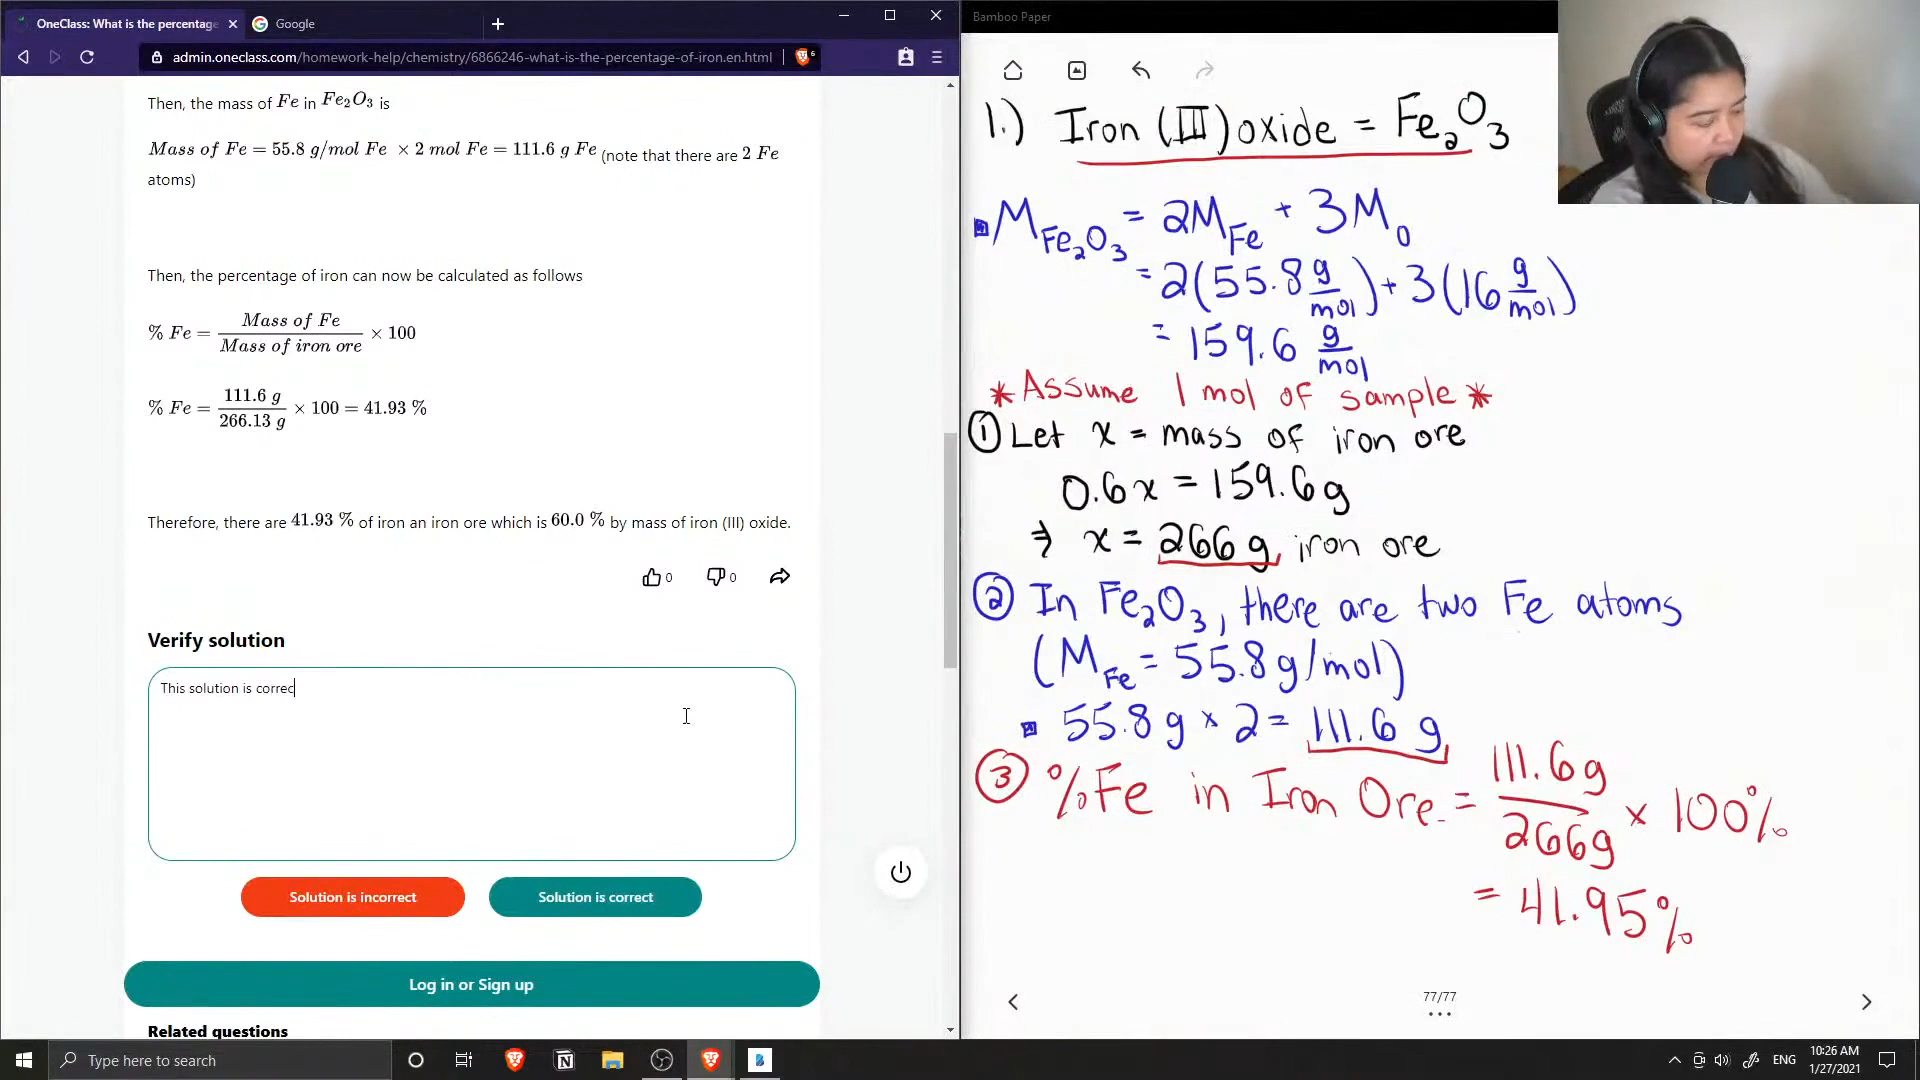 OneClass: What is the percentage
Google
admin.oneclass.com/homework-help/chemistry/6866246-what-is-the-percentage-of-iron.en.html
6
Then, the mass of Fe in Fe₂O₃ is
Mass of Fe = 55.8 g/mol Fe × 2 mol Fe = 111.6 g Fe (note that there are 2 Fe
atoms)
Then, the percentage of iron can now be calculated as follows
% Fe = Mass of Fe / Mass of iron ore × 100
% Fe = 111.6 g / 266.13 g × 100 = 41.93 %
Therefore, there are 41.93 % of iron an iron ore which is 60.0 % by mass of iron (III) oxide.
0 0
Verify solution
This solution is correc
Solution is incorrect
Solution is correct
Log in or Sign up
Related questions
Bamboo Paper
1.) Iron (III) oxide = Fe₂O₃
M Fe₂O₃ = 2M Fe + 3M O
= 2(55.8 g/mol) + 3(16 g/mol)
= 159.6 g/mol
*Assume 1 mol of sample*
① Let x = mass of iron ore
0.6x = 159.6g
⇒ x = 266 g iron ore
② In Fe₂O₃, there are two Fe atoms
(M Fe = 55.8 g/mol)
55.8 g × 2 = 111.6 g
③ %Fe in Iron Ore = 111.6g / 266g × 100%
= 41.95%
77/77
Type here to search
ENG
10:26 AM
1/27/2021